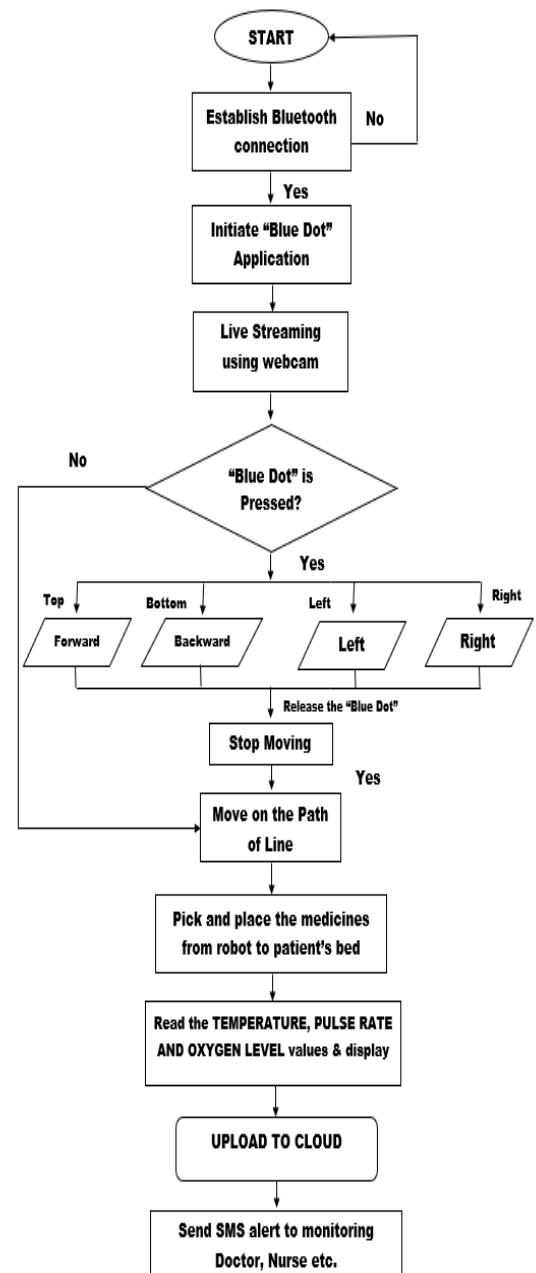 START
Establish Bluetooth
connection
No
Yes
Initiate “Blue Dot”
Application
Live Streaming
using webcam
No
“Blue Dot” is
Pressed?
Yes
Top
Bottom
Left
Right
Forward
Backward
Left
Right
Release the “Blue Dot”
Stop Moving
Yes
Move on the Path
of Line
Pick and place the medicines
from robot to patient’s bed
Read the TEMPERATURE, PULSE RATE
AND OXYGEN LEVEL values & display
UPLOAD TO CLOUD
Send SMS alert to monitoring
Doctor, Nurse etc.